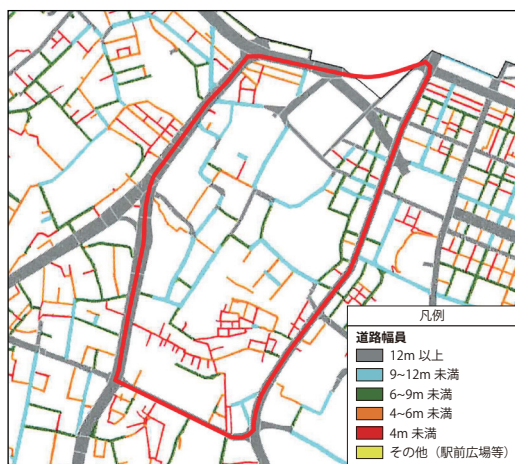 凡例
道路幅員
12m 以上
9~12m 未満
6~9m 未満
4~6m 未満
4m 未満
その他（駅前広場等）